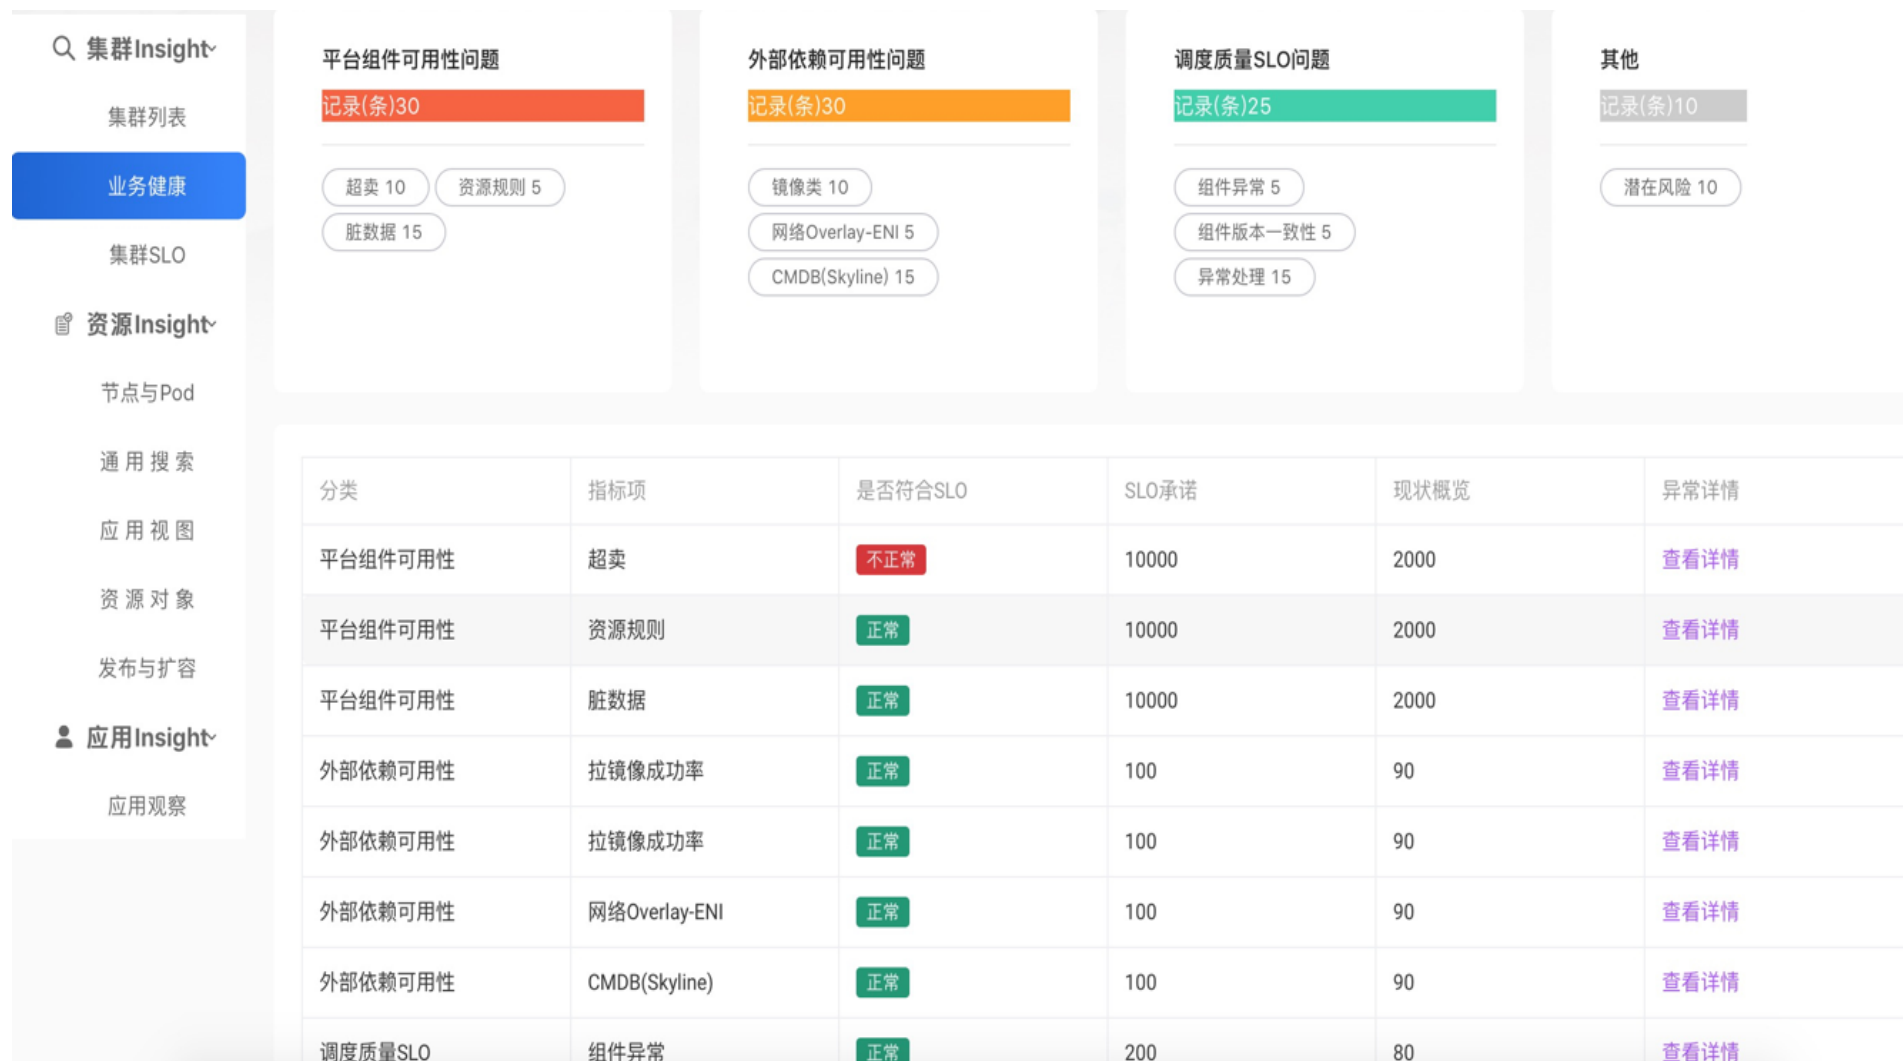 集群Insight
集群列表
业务健康
集群SLO
资源Insight
节点与Pod
通用搜索
应用视图
资源对象
发布与扩容
应用Insight
应用观察
平台组件可用性问题
记录(条)30
超卖 10 资源规则 5
脏数据 15
外部依赖可用性问题
记录(条)30
镜像类 10
网络Overlay-ENI 5
CMDB(Skyline) 15
调度质量SLO问题
记录(条)25
组件异常 5
组件版本一致性 5
异常处理 15
其他
记录(条)10
潜在风险 10
分类 指标项 是否符合SLO SLO承诺 现状概览 异常详情
平台组件可用性 超卖 不正常 10000 2000 查看详情
平台组件可用性 资源规则 正常 10000 2000 查看详情
平台组件可用性 脏数据 正常 10000 2000 查看详情
外部依赖可用性 拉镜像成功率 正常 100 90 查看详情
外部依赖可用性 拉镜像成功率 正常 100 90 查看详情
外部依赖可用性 网络Overlay-ENI 正常 100 90 查看详情
外部依赖可用性 CMDB(Skyline) 正常 100 90 查看详情
调度质量SLO 组件异常 正常 200 80 查看详情